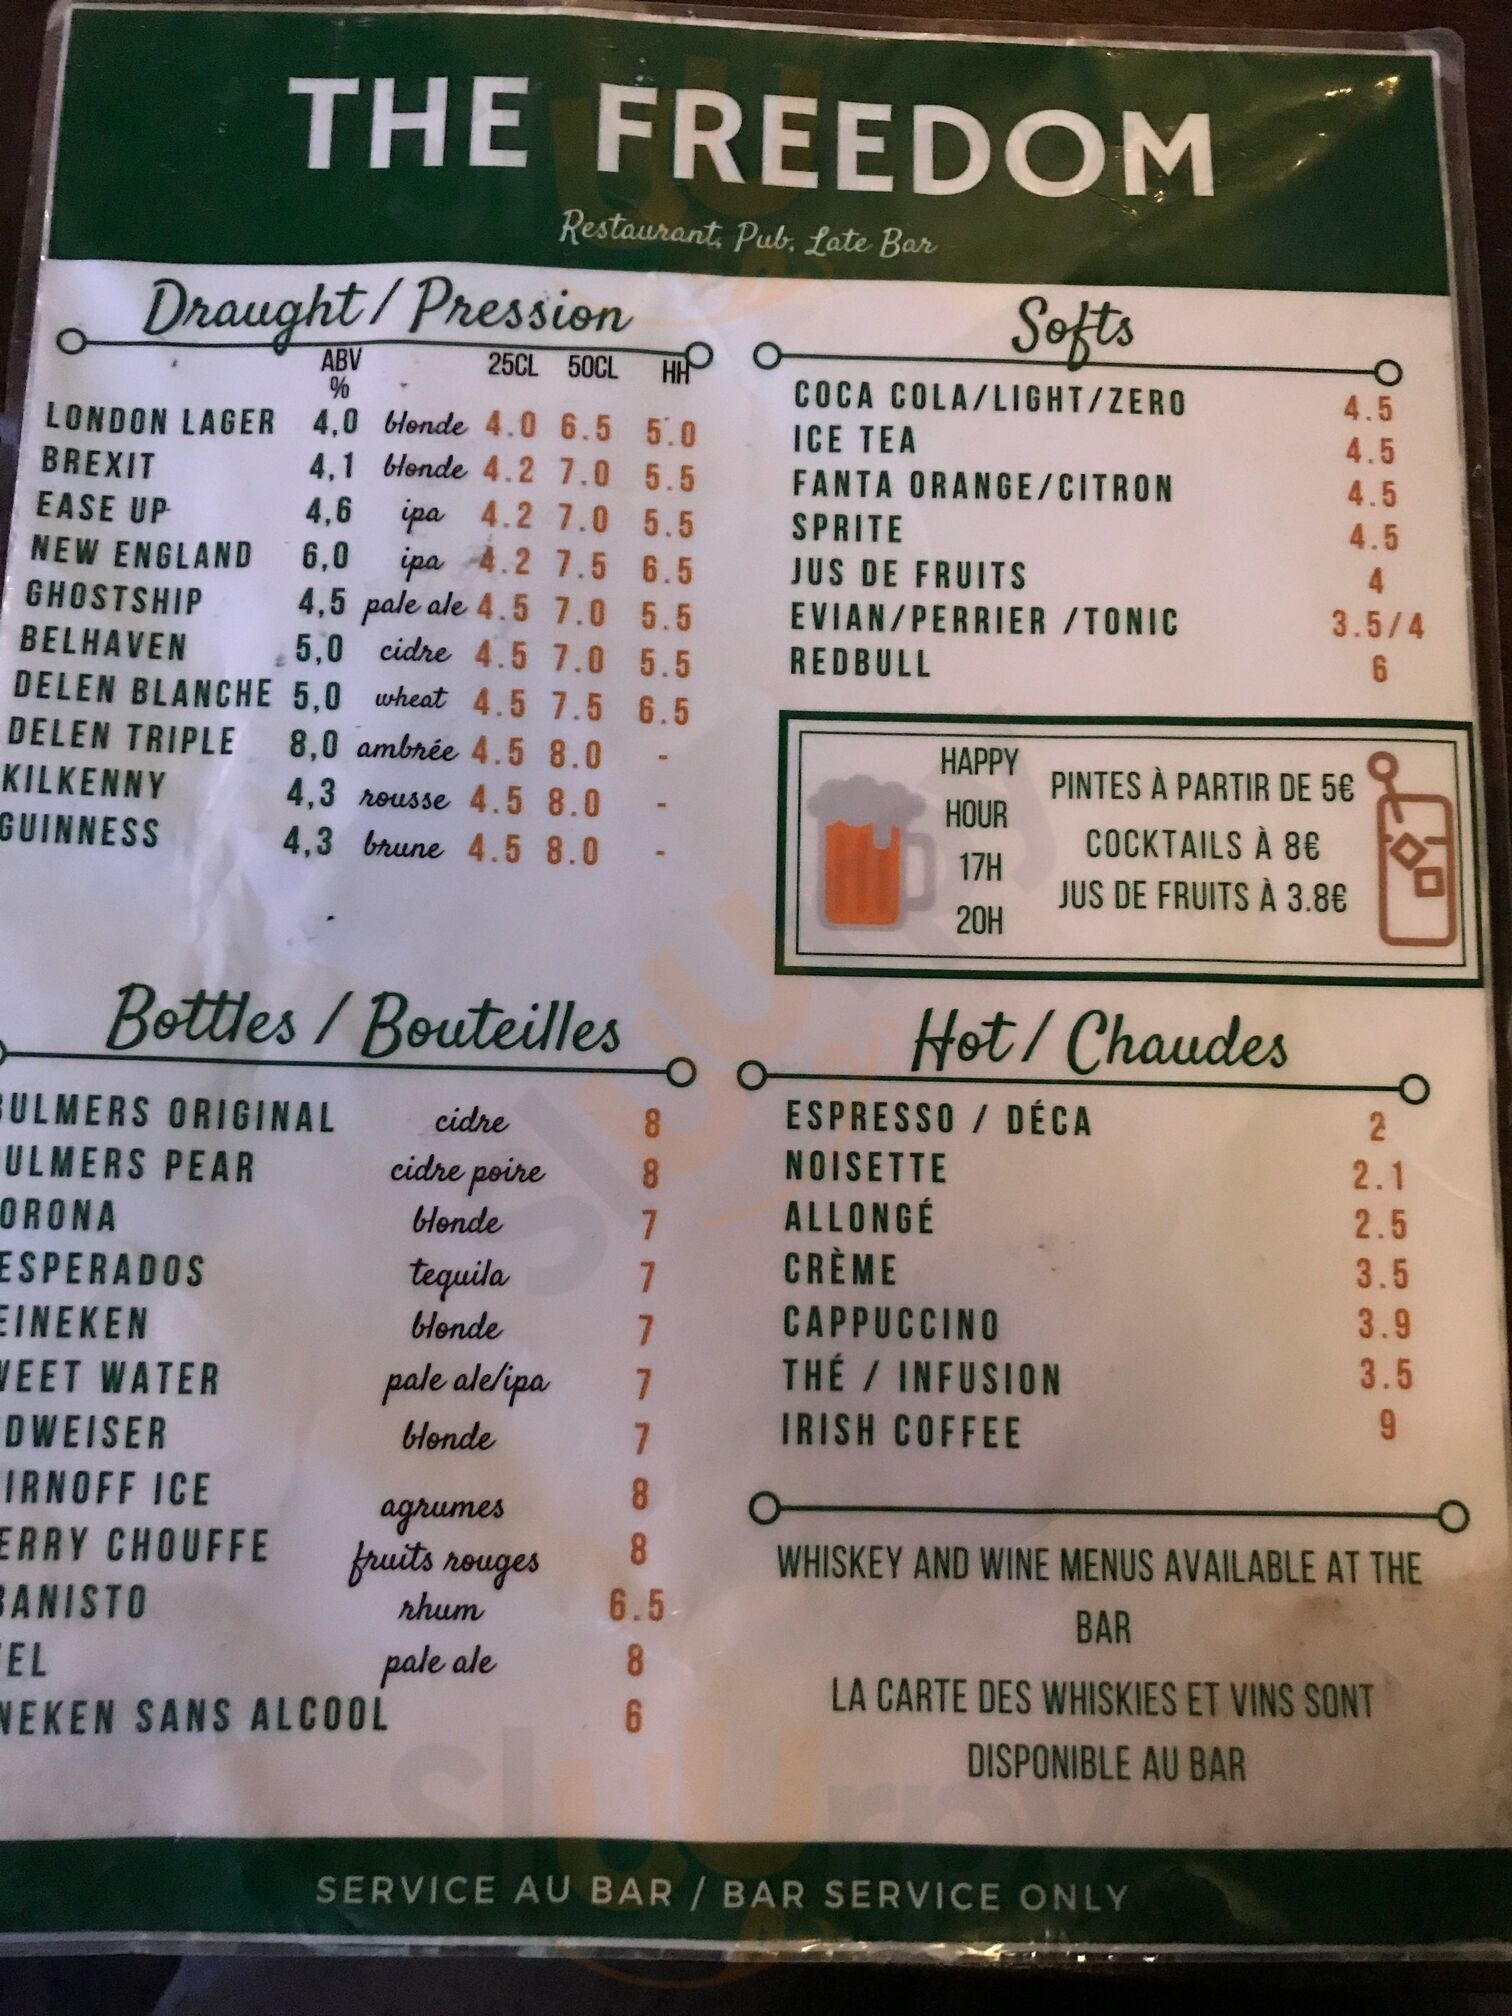 THE FREEDOM
Restaurant, Pub, Late Bar
Draught / Pression
ABV % 25CL 50CL HH
LONDON LAGER 4,0 blonde 4.0 6.5 5.0
BREXIT 4,1 blonde 4.2 7.0 5.5
EASE UP 4,6 ipa 4.2 7.0 5.5
NEW ENGLAND 6,0 ipa 4.2 7.5 6.5
GHOSTSHIP 4,5 pale ale 4.5 7.0 5.5
BELHAVEN 5,0 cidre 4.5 7.0 5.5
DELEN BLANCHE 5,0 wheat 4.5 7.5 6.5
DELEN TRIPLE 8,0 ambrée 4.5 8.0 -
KILKENNY 4,3 rousse 4.5 8.0 -
GUINNESS 4,3 brune 4.5 8.0 -
Softs
COCA COLA/LIGHT/ZERO 4.5
ICE TEA 4.5
FANTA ORANGE/CITRON 4.5
SPRITE 4.5
JUS DE FRUITS 4
EVIAN/PERRIER /TONIC 3.5/4
REDBULL 6
HAPPY
HOUR
17H
20H
PINTES À PARTIR DE 5€
COCKTAILS À 8€
JUS DE FRUITS À 3.8€
Bottles / Bouteilles
BULMERS ORIGINAL cidre 8
ULMERS PEAR cidre poire 8
ORONA blonde 7
ESPERADOS tequila 7
EINEKEN blonde 7
WEET WATER pale ale/ipa 7
DWEISER blonde 7
IRNOFF ICE agrumes 8
ERRY CHOUFFE fruits rouges 8
BANISTO rhum 6.5
EL pale ale 8
NEKEN SANS ALCOOL 6
Hot / Chaudes
ESPRESSO / DÉCA 2
NOISETTE 2.1
ALLONGÉ 2.5
CRÈME 3.5
CAPPUCCINO 3.9
THÉ / INFUSION 3.5
IRISH COFFEE 9
WHISKEY AND WINE MENUS AVAILABLE AT THE
BAR
LA CARTE DES WHISKIES ET VINS SONT
DISPONIBLE AU BAR
SERVICE AU BAR / BAR SERVICE ONLY
sluurpy
sluurpy